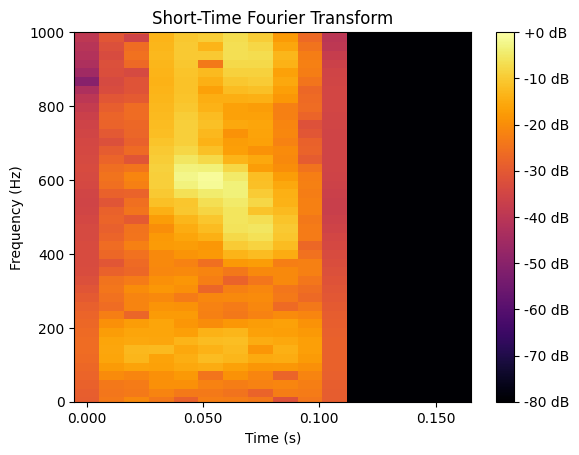 Short-Time Fourier Transform
1000
800
600
400
200
0
Frequency (Hz)
0.000
0.050
0.100
0.150
Time (s)
+0 dB
-10 dB
-20 dB
-30 dB
-40 dB
-50 dB
-60 dB
-70 dB
-80 dB